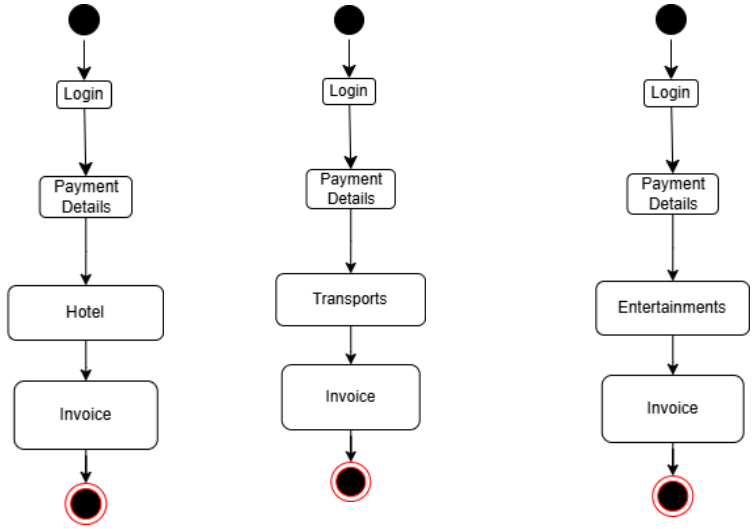 Login
Payment
Details
Hotel
Invoice
Login
Payment
Details
Transports
Invoice
Login
Payment
Details
Entertainments
Invoice